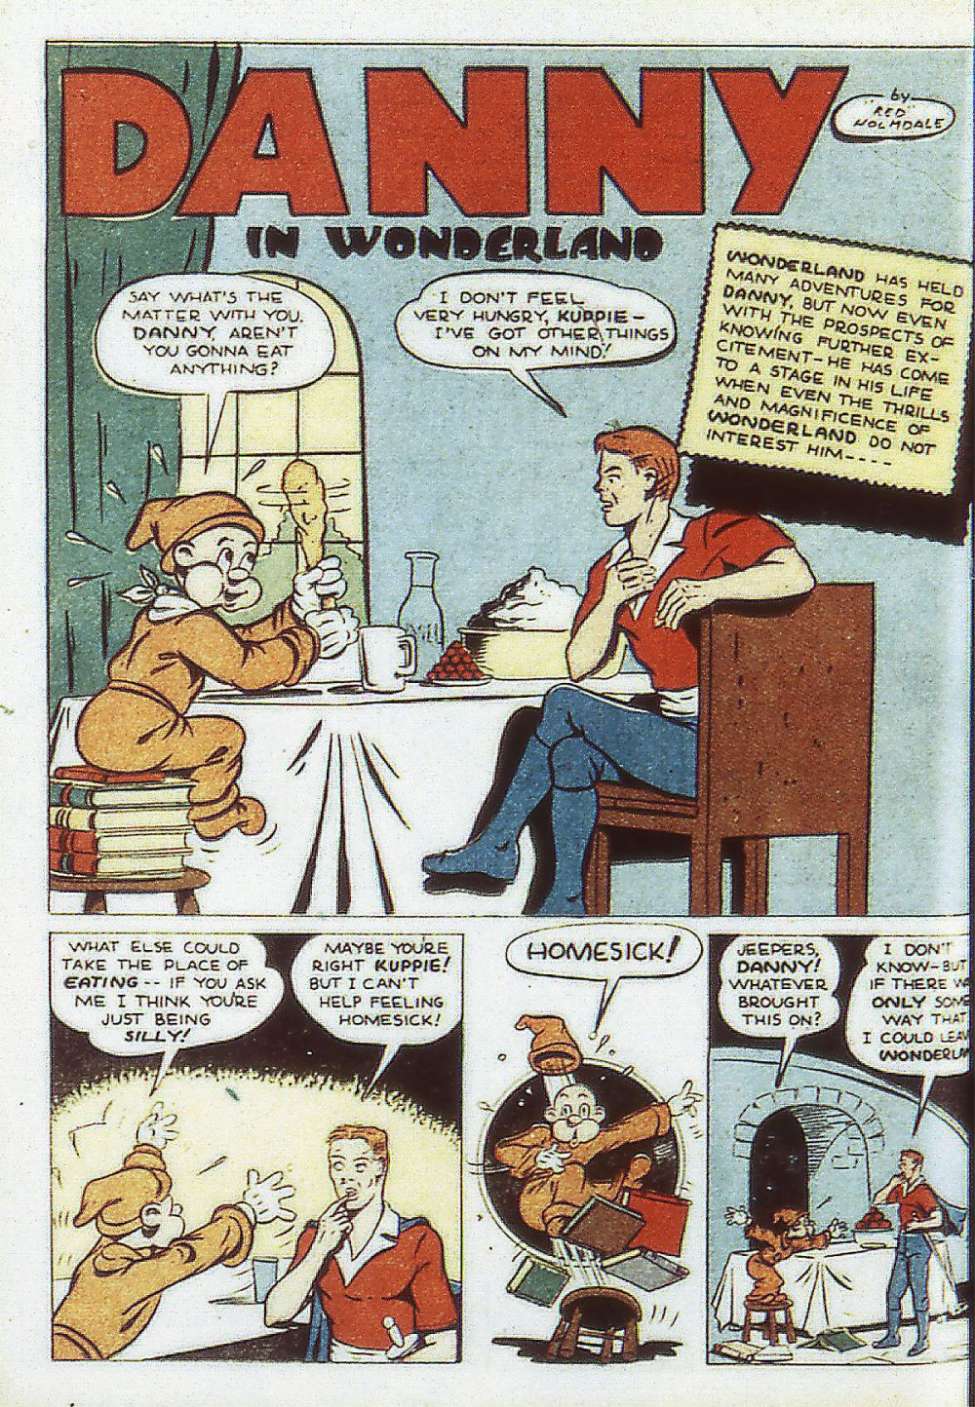 DANNY
by
"RED"
HOLMDALE
IN WONDERLAND
SAY WHAT'S THE
MATTER WITH YOU,
DANNY, AREN'T
YOU GONNA EAT
ANYTHING?
I DON'T FEEL
VERY HUNGRY, KUPPIE—
I'VE GOT OTHER THINGS
ON MY MIND!
WONDERLAND HAS HELD
MANY ADVENTURES FOR
DANNY, BUT NOW EVEN
WITH THE PROSPECTS OF
KNOWING FURTHER EX-
CITEMENT—HE HAS COME
TO A STAGE IN HIS LIFE
WHEN EVEN THE THRILLS
AND MAGNIFICENCE OF
WONDERLAND DO NOT
INTEREST HIM----
WHAT ELSE COULD
TAKE THE PLACE OF
EATING-- IF YOU ASK
ME I THINK YOU'RE
JUST BEING
SILLY!
MAYBE YOU'RE
RIGHT KUPPIE!
BUT I CAN'T
HELP FEELING
HOMESICK!
HOMESICK!
JEEPERS,
DANNY!
WHATEVER
BROUGHT
THIS ON?
I DON'T
KNOW—BUT
IF THERE
ONLY SOME
WAY THAT
I COULD